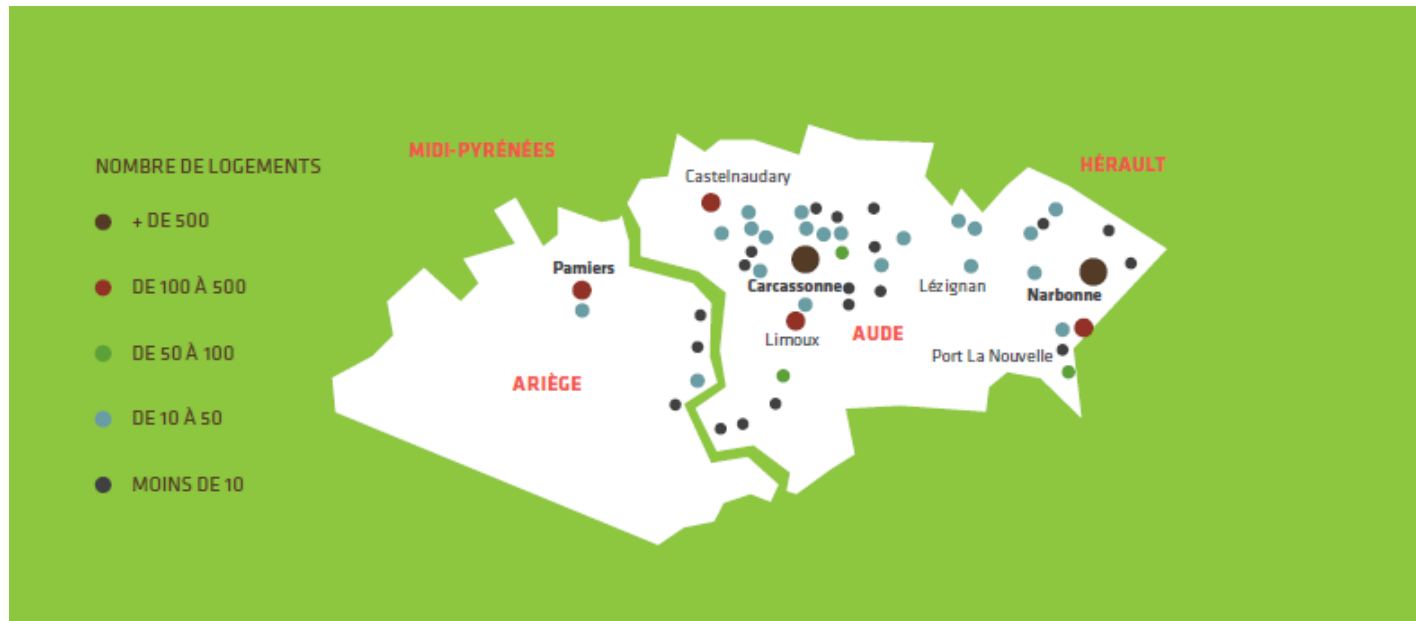 NOMBRE DE LOGEMENTS
+ DE 500
DE 100 À 500
DE 50 À 100
DE 10 À 50
MOINS DE 10
MIDI-PYRÉNÉES
HÉRAULT
Castelnaudary
Pamiers
Carcassonne
Lézignan
Narbonne
Limoux
AUDE
Port La Nouvelle
ARIÈGE